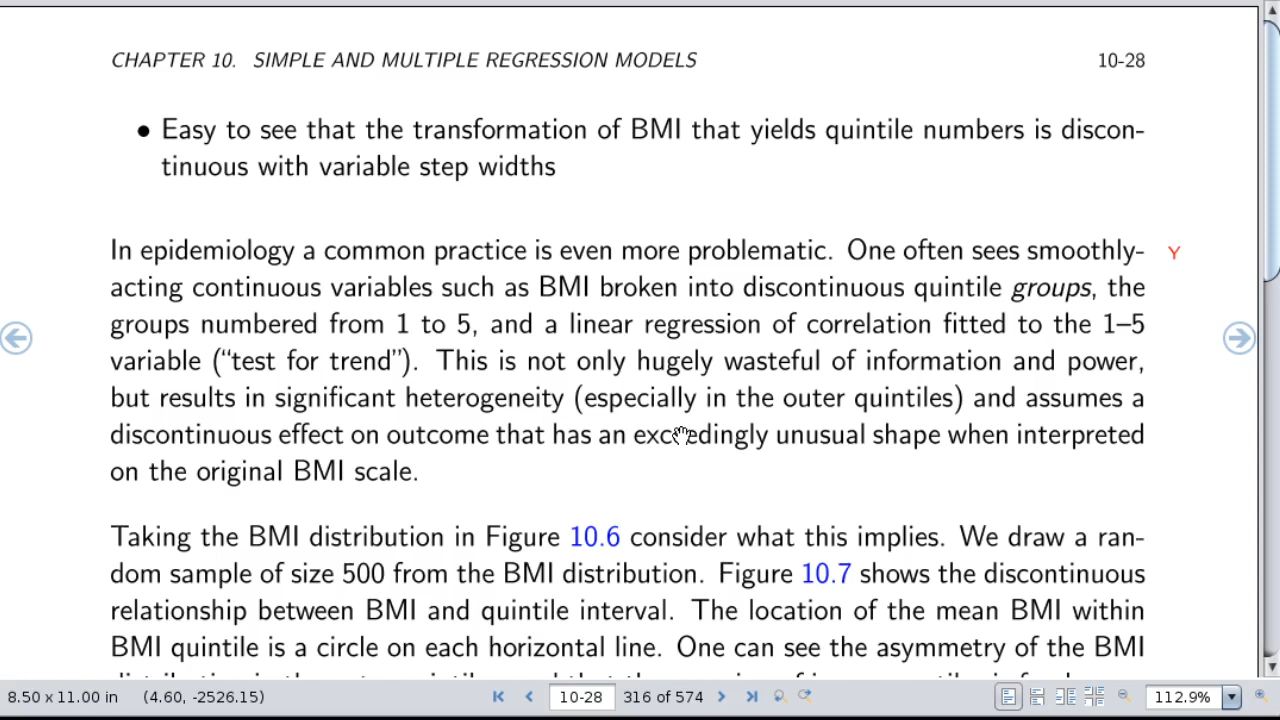 CHAPTER 10. SIMPLE AND MULTIPLE REGRESSION MODELS 10-28
• Easy to see that the transformation of BMI that yields quintile numbers is discon-
tinuous with variable step widths
In epidemiology a common practice is even more problematic. One often sees smoothly- Y
acting continuous variables such as BMI broken into discontinuous quintile groups, the
groups numbered from 1 to 5, and a linear regression of correlation fitted to the 1–5
variable (“test for trend”). This is not only hugely wasteful of information and power,
but results in significant heterogeneity (especially in the outer quintiles) and assumes a
discontinuous effect on outcome that has an exceedingly unusual shape when interpreted
on the original BMI scale.
Taking the BMI distribution in Figure 10.6 consider what this implies. We draw a ran-
dom sample of size 500 from the BMI distribution. Figure 10.7 shows the discontinuous
relationship between BMI and quintile interval. The location of the mean BMI within
BMI quintile is a circle on each horizontal line. One can see the asymmetry of the BMI
8.50 x 11.00 in (4.60, -2526.15) 10-28 316 of 574 112.9%